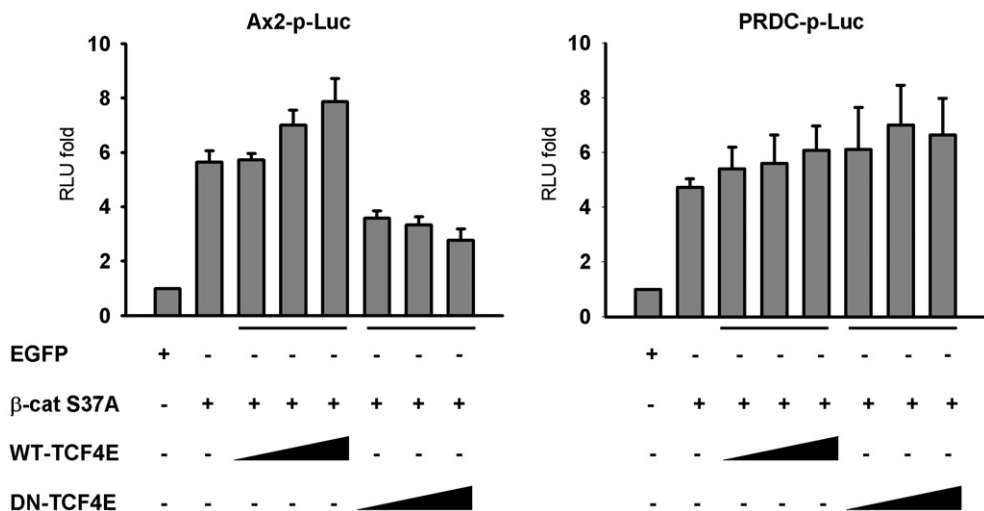 Ax2-p-Luc PRDC-p-Luc
10 10
8 8
RLU fold RLU fold
6 6
4 4
2 2
0 0
EGFP + - - - - - - - + - - - - - - -
β-cat S37A - + + + + + + + - + + + + + + +
WT-TCF4E - - - - - - - - - -
DN-TCF4E - - - - - - - - - -